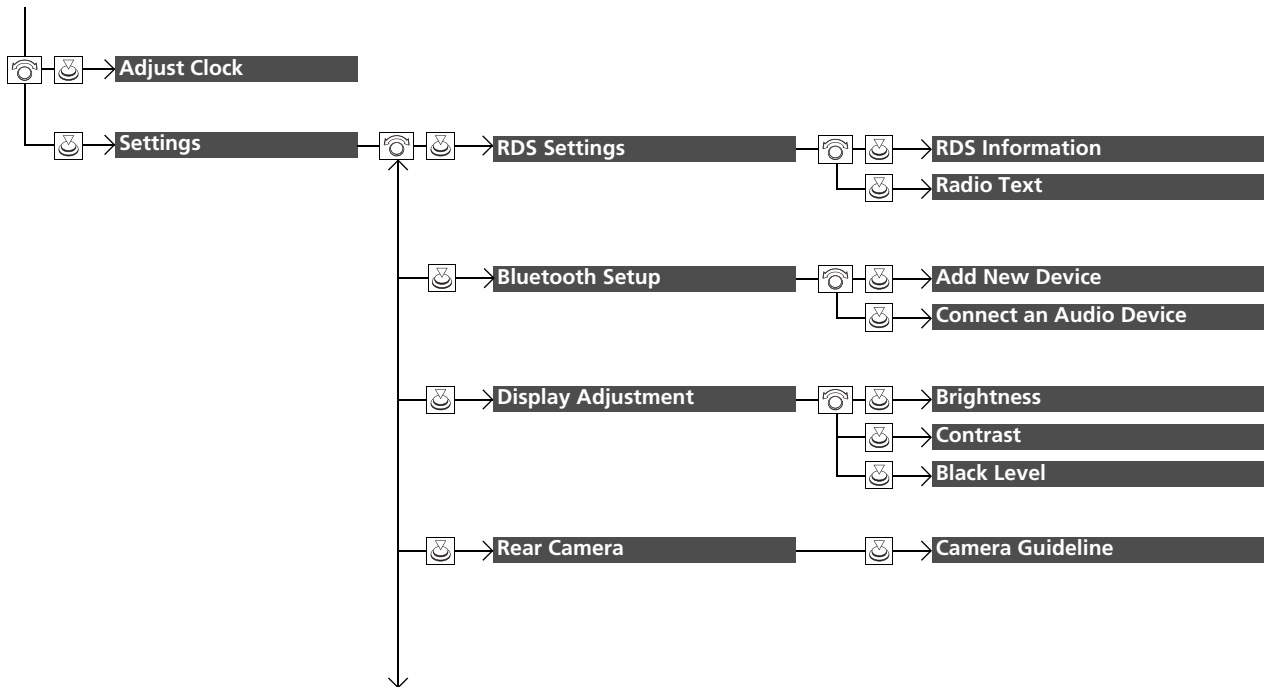 Adjust Clock
Settings
RDS Settings
RDS Information
Radio Text
Bluetooth Setup
Add New Device
Connect an Audio Device
Display Adjustment
Brightness
Contrast
Black Level
Rear Camera
Camera Guideline